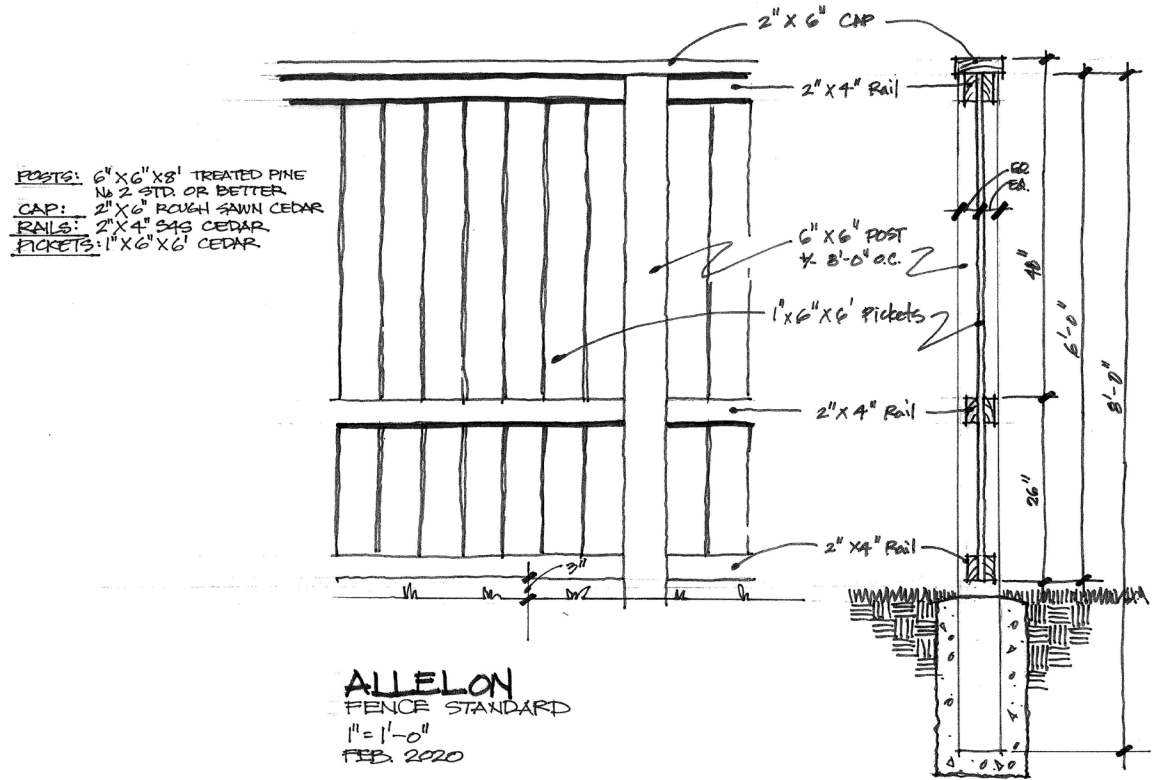 2" X 6" CAP
2" X 4" Rail
POSTS: 6" X 6" X 8' TREATED PINE
No 2 STD. OR BETTER
CAP: 2" X 6" ROUGH SAWN CEDAR
RAILS: 2" X 4" S4S CEDAR
PICKETS: 1" X 6" X 6' CEDAR
EQ.
EQ.
6" X 6" POST
+/- 8'-0" O.C.
48"
1" X 6" X 6' Pickets
6'-0"
8'-0"
2" X 4" Rail
26"
2" X 4" Rail
3"
ALLELON
FENCE STANDARD
1" = 1'-0"
FEB. 2020